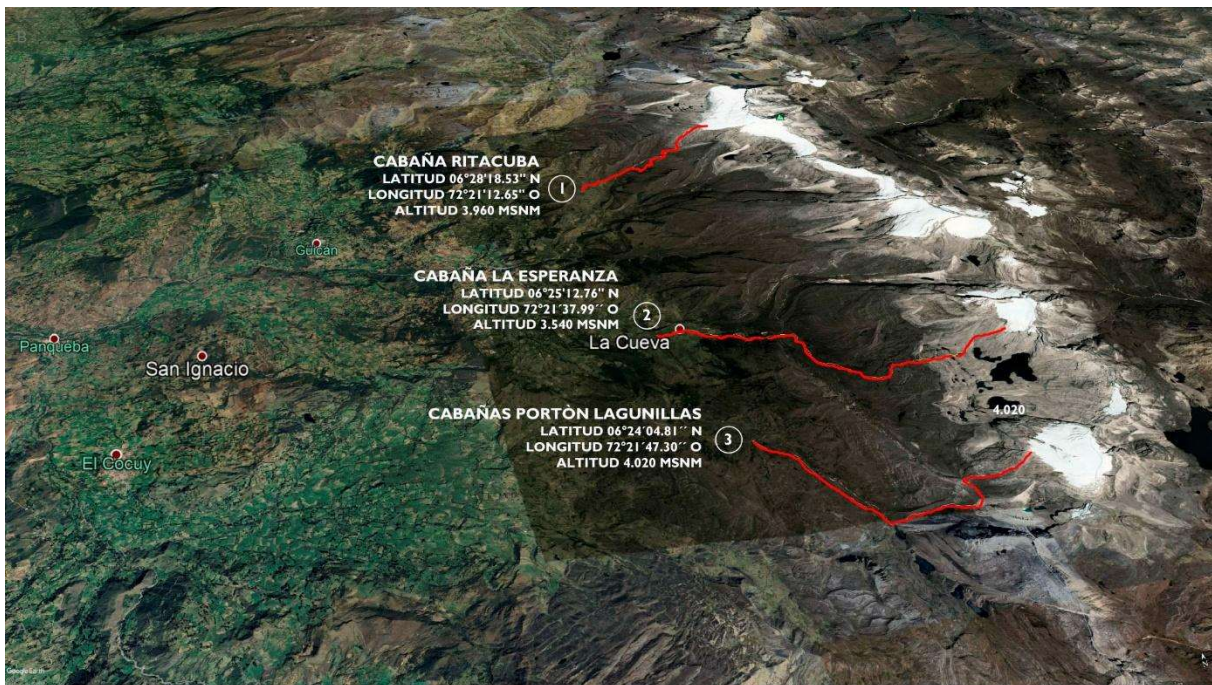 CABAÑA RITACUBA
LATITUD 06°28'18.53" N
LONGITUD 72°21'12.65" O
ALTITUD 3.960 MSNM
1
Guican
CABAÑA LA ESPERANZA
LATITUD 06°25'12.76" N
LONGITUD 72°21´37.99´´ O
ALTITUD 3.540 MSNM
2
La Cueva
Panqueba
San Ignacio
CABAÑAS PORTÒN LAGUNILLAS
LATITUD 06°24´04.81´´ N
LONGITUD 72°21´47.30´´ O
ALTITUD 4.020 MSNM
3
4.020
El Cocuy
Google Earth